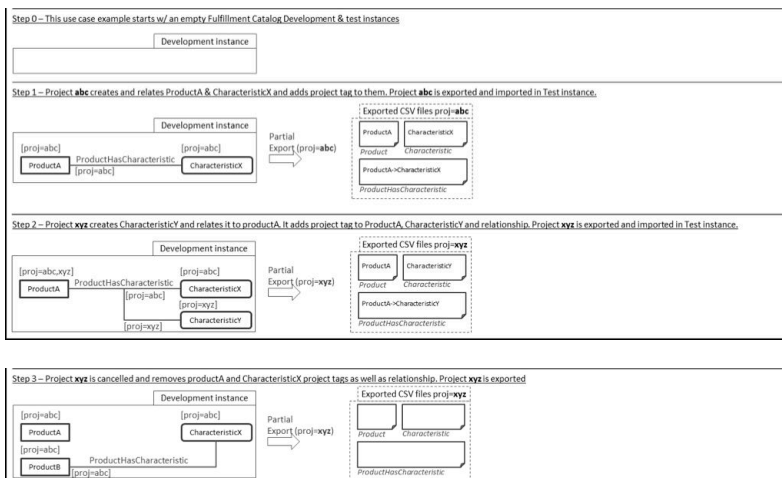 Step 0 – This use case example starts w/ an empty Fulfillment Catalog Development & test instances
Development instance
Step 1 – Project abc creates and relates ProductA & CharacteristicX and adds project tag to them. Project abc is exported and imported in Test instance.
Development instance
[proj=abc]
ProductA
ProductHasCharacteristic
[proj=abc]
[proj=abc]
CharacteristicX
Partial
Export (proj=abc)
Exported CSV files proj=abc
ProductA
Product
CharacteristicX
Characteristic
ProductA->CharacteristicX
ProductHasCharacteristic
Step 2 – Project xyz creates CharacteristicY and relates it to productA. It adds project tag to ProductA, CharacteristicY and relationship. Project xyz is exported and imported in Test instance.
Development instance
[proj=abc,xyz]
ProductA
ProductHasCharacteristic
[proj=abc]
[proj=abc]
CharacteristicX
[proj=xyz]
CharacteristicY
[proj=xyz]
Partial
Export (proj=xyz)
Exported CSV files proj=xyz
ProductA
Product
CharacteristicY
Characteristic
ProductA->CharacteristicY
ProductHasCharacteristic
Step 3 – Project xyz is cancelled and removes productA and CharacteristicX project tags as well as relationship. Project xyz is exported
Development instance
[proj=abc]
ProductA
[proj=abc]
CharacteristicX
[proj=abc]
ProductB
ProductHasCharacteristic
[proj=abc]
Partial
Export (proj=xyz)
Exported CSV files proj=xyz
Product
Characteristic
ProductHasCharacteristic